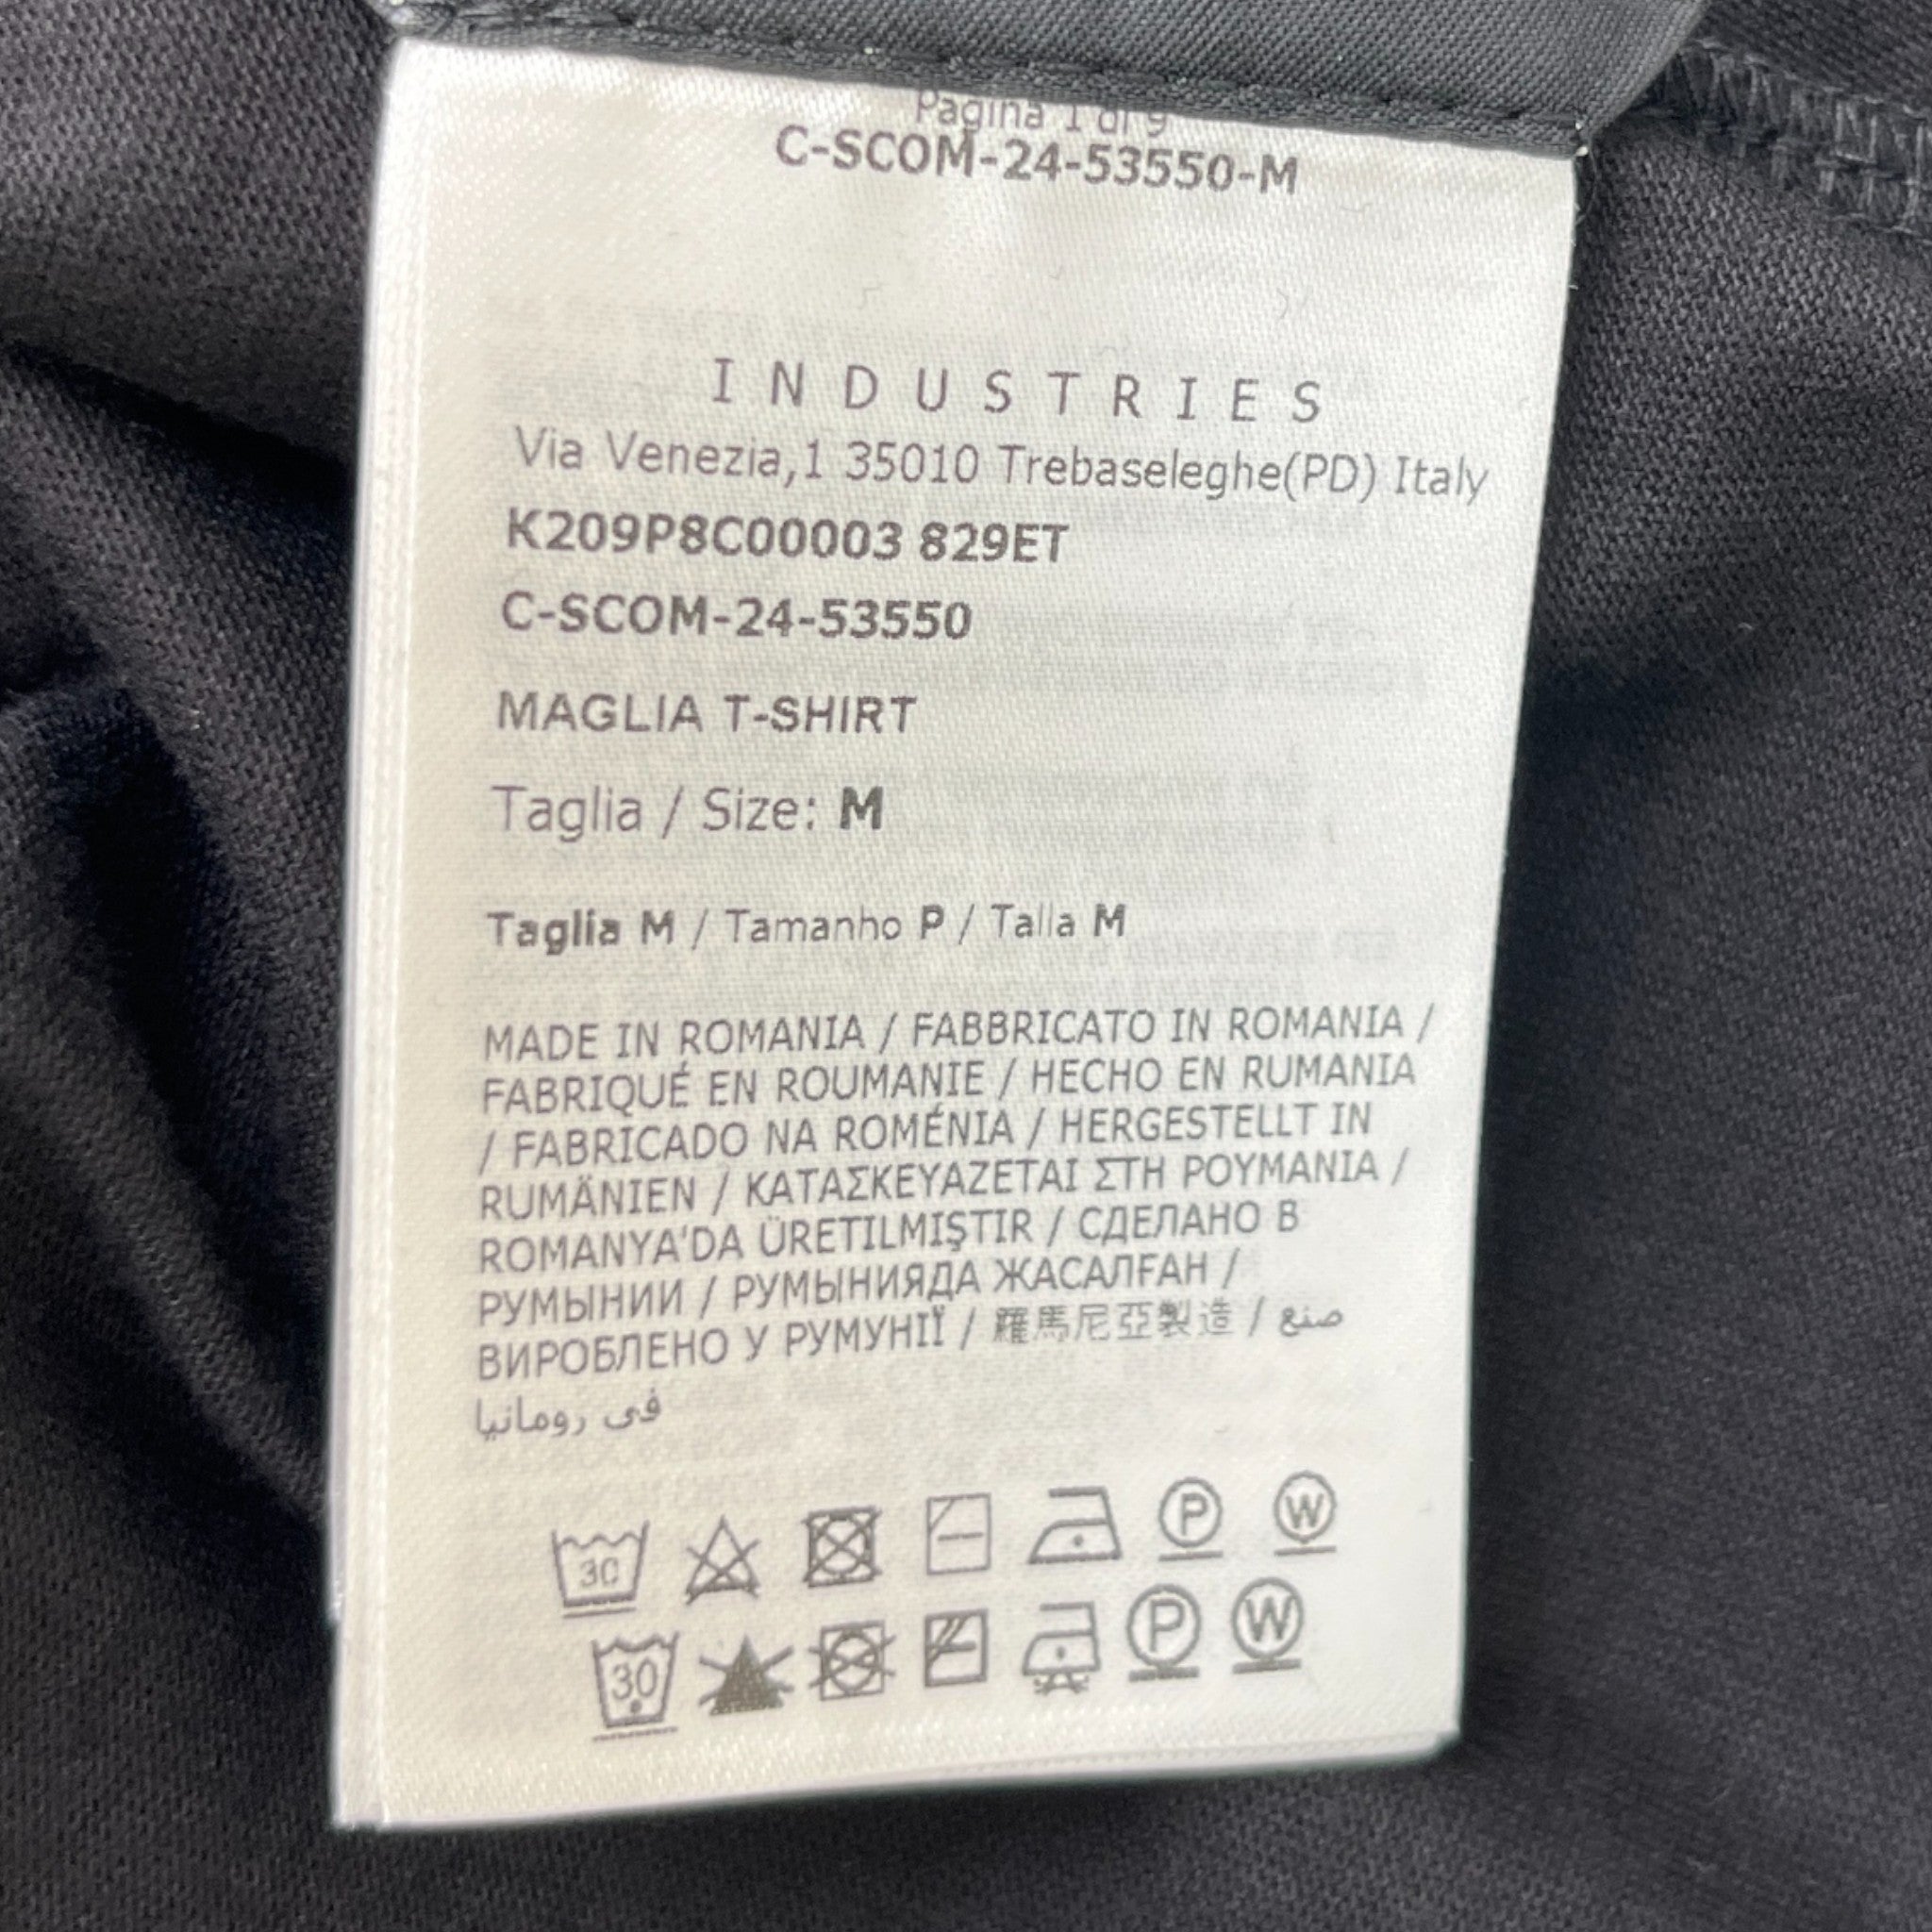 Pagina 1 di 9
C-SCOM-24-53550-M
INDUSTRIES
Via Venezia,1 35010 Trebaseleghe(PD) Italy
K209P8C00003 829ET
C-SCOM-24-53550
MAGLIA T-SHIRT
Taglia / Size: M
Taglia M / Tamanho P / Talla M
MADE IN ROMANIA / FABBRICATO IN ROMANIA /
FABRIQUÉ EN ROUMANIE / HECHO EN RUMANIA
/ FABRICADO NA ROMÉNIA / HERGESTELLT IN
RUMÄNIEN / ΚΑΤΑΣΚΕΥΑΖΕΤΑΙ ΣΤΗ ΡΟΥΜΑΝΙΑ /
ROMANYA'DA ÜRETILMIŞTIR / СДЕЛАНО В
РУМЫНИИ / РУМЫНИЯДА ЖАСАЛҒАН /
ВИРОБЛЕНО У РУМУНІЇ / 羅馬尼亞製造 / صنع
في رومانيا
30 P W
30 P W